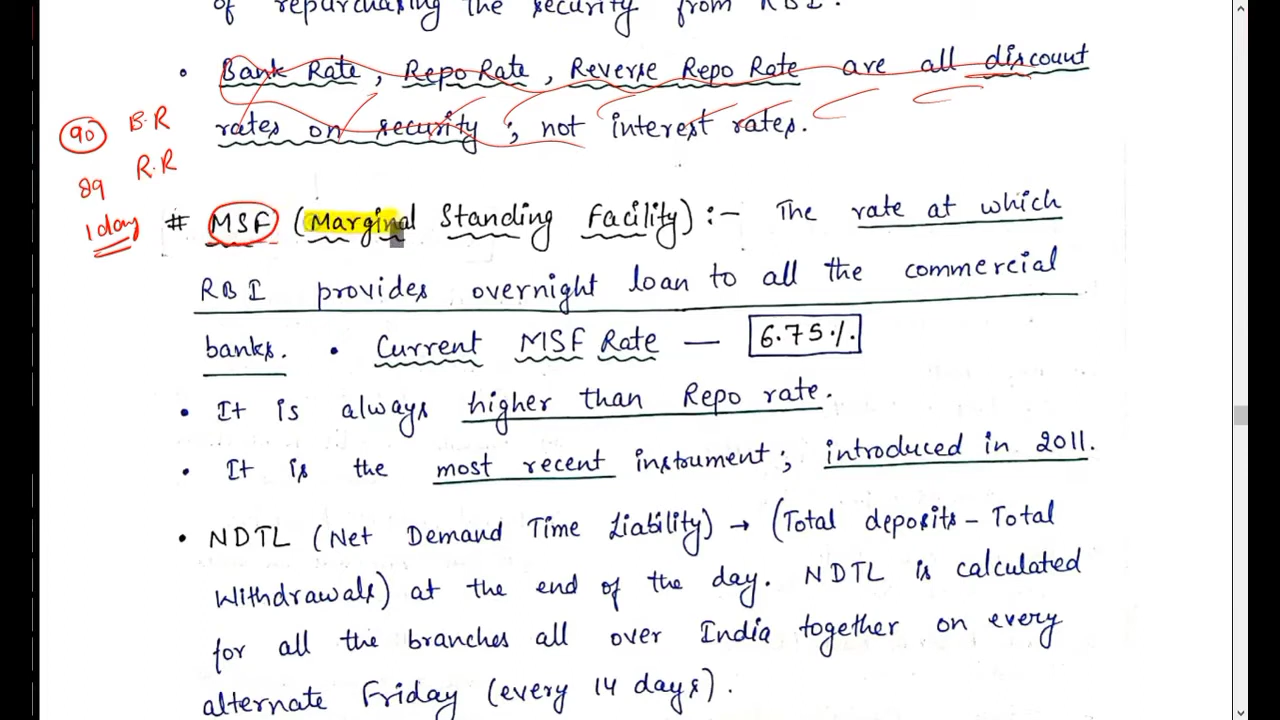 of repurchasing the security from RBI.
• Bank Rate, Repo Rate, Reverse Repo Rate are all discount
rates on security ; not interest rates.
90 B.R
89 R.R
1 day
# MSF (Marginal Standing Facility) :- The rate at which
RBI provides overnight loan to all the commercial
banks. • Current MSF Rate — 6.75%.
• It is always higher than Repo rate.
• It is the most recent instrument ; introduced in 2011.
• NDTL (Net Demand Time Liability) → (Total deposits - Total
Withdrawals) at the end of the day. NDTL is calculated
for all the branches all over India together on every
alternate Friday (every 14 days).